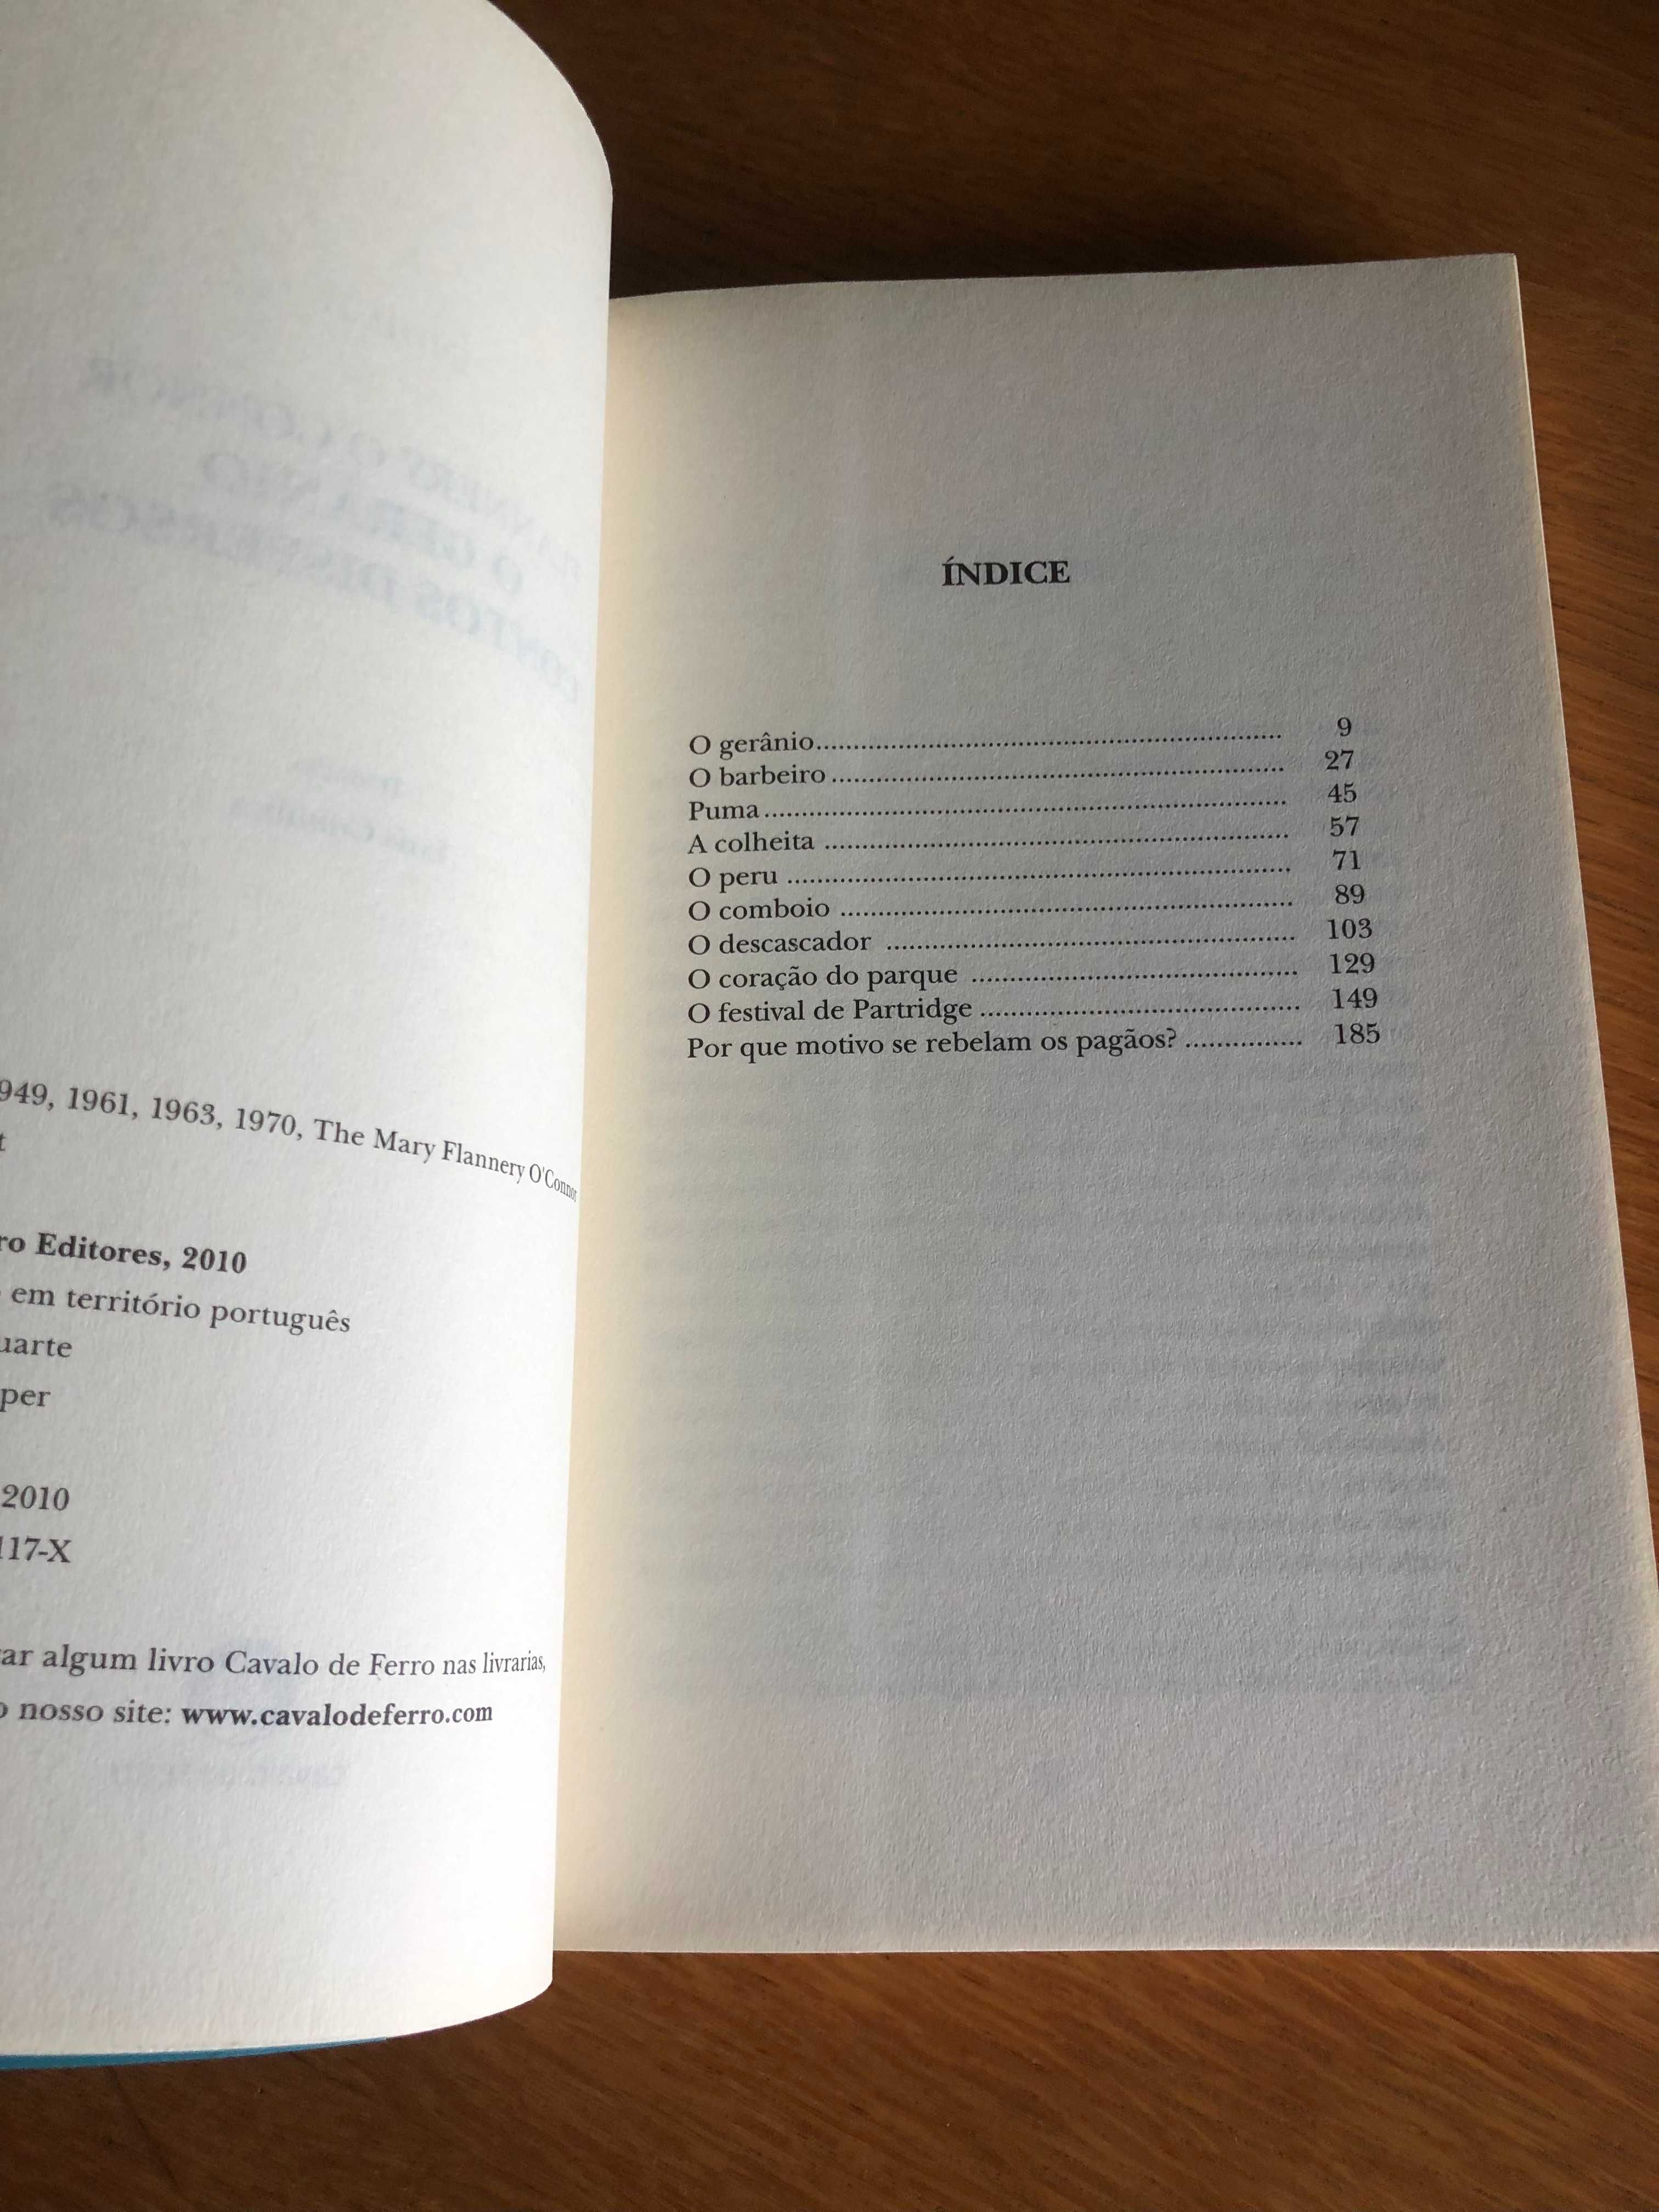 949, 1961, 1963, 1970, The Mary Flannery O'Connor
t
ro Editores, 2010
em território português
uarte
per
2010
117-X
ar algum livro Cavalo de Ferro nas livrarias,
o nosso site: www.cavalodeferro.com
ÍNDICE
O gerânio.................................................................. 9
O barbeiro ................................................................ 27
Puma.......................................................................... 45
A colheita .................................................................. 57
O peru ....................................................................... 71
O comboio ................................................................ 89
O descascador .......................................................... 103
O coração do parque .............................................. 129
O festival de Partridge ............................................. 149
Por que motivo se rebelam os pagãos? ................ 185